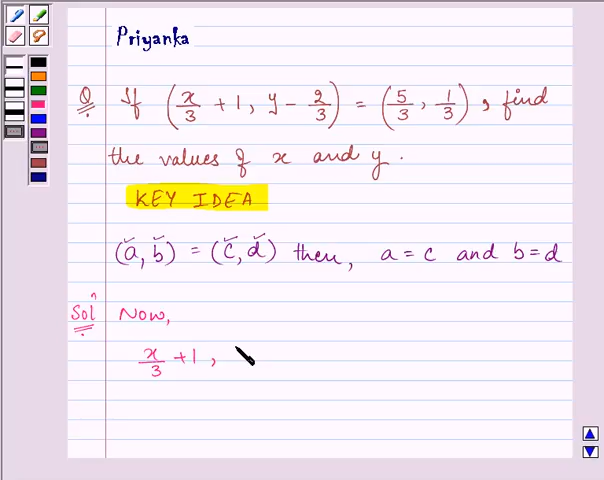 Priyanka
Q If (x/3 + 1, y - 2/3) = (5/3, 1/3), find
the values of x and y.
KEY IDEA
(a, b) = (c, d) then, a = c and b = d
Solⁿ Now,
x/3 + 1,